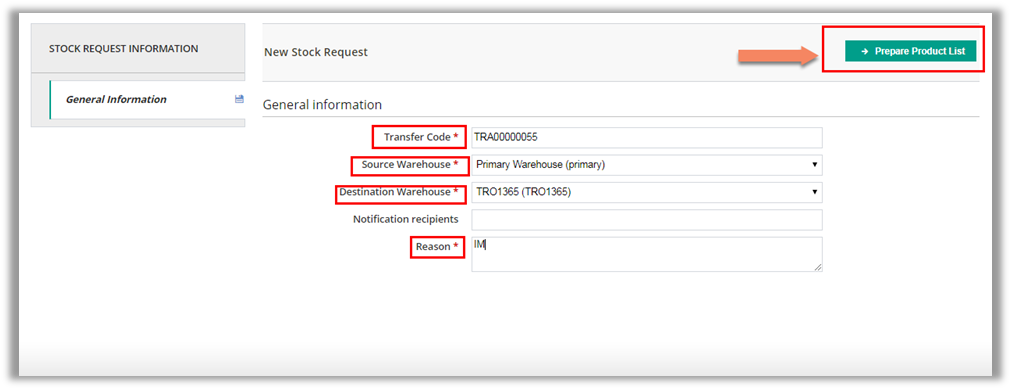 STOCK REQUEST INFORMATION
General Information
New Stock Request
Prepare Product List
General information
Transfer Code *
TRA00000055
Source Warehouse *
Primary Warehouse (primary)
Destination Warehouse *
TRO1365 (TRO1365)
Notification recipients
Reason *
IM